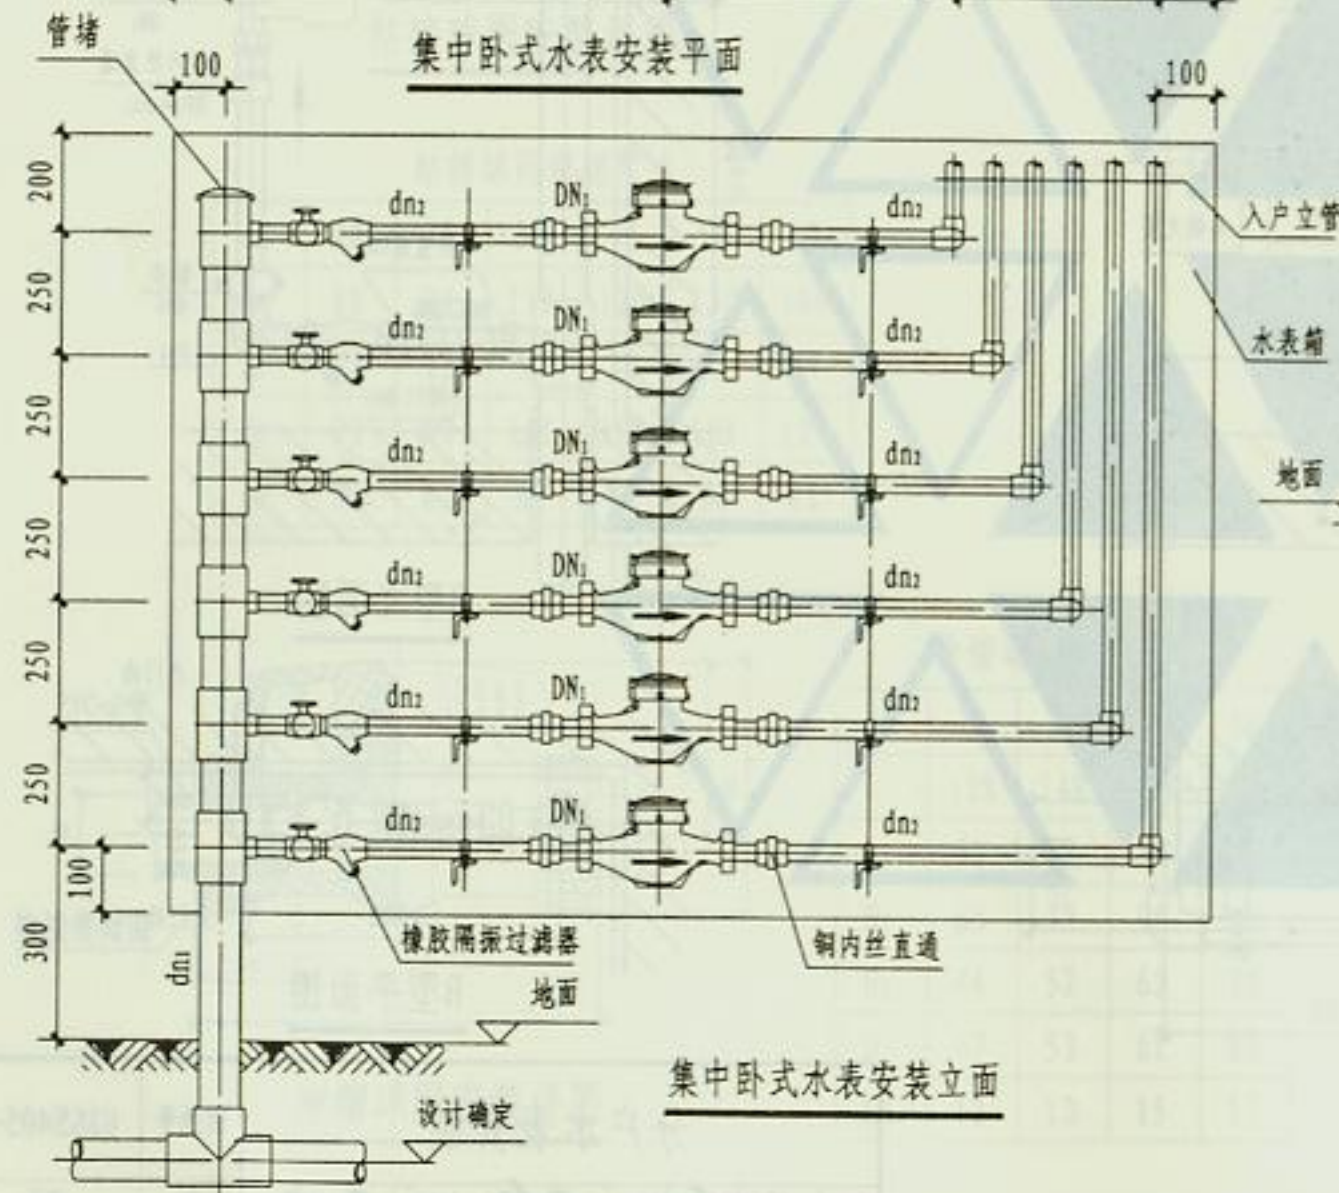 管堵
100
集中卧式水表安装平面
100
200
dn₂
DN₁
dn₂
入户立管
250
dn₂
DN₁
dn₂
水表箱
250
dn₂
DN₁
dn₂
地面
250
dn₂
DN₁
dn₂
250
dn₂
DN₁
dn₂
250
dn₂
DN₁
dn₂
100
300
dn₁
橡胶隔振过滤器
铜内丝直通
地面
集中卧式水表安装立面
设计确定